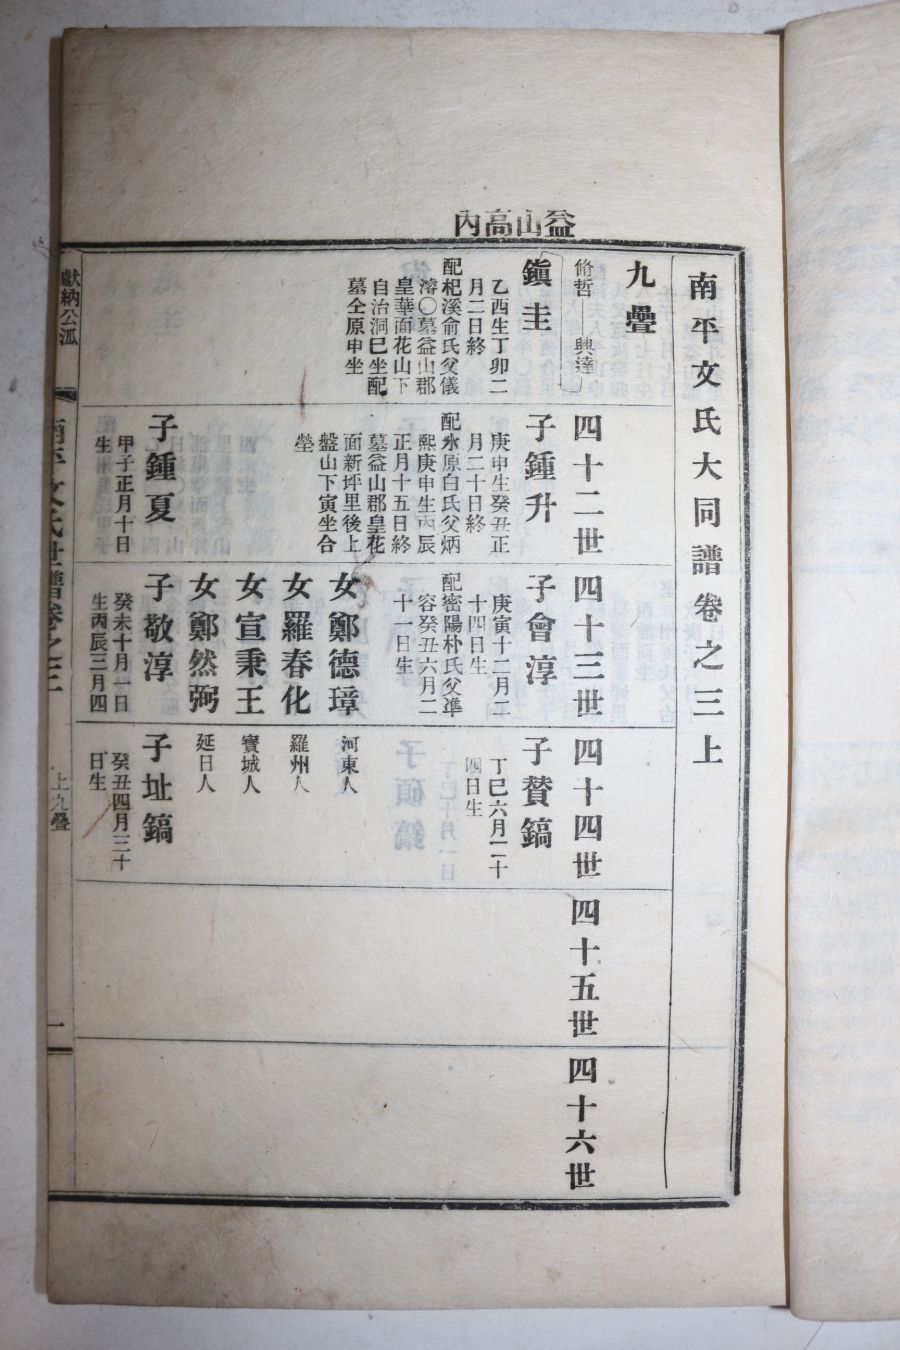 益山高內
南平文氏大同譜卷之三上
九疊
脩哲
興達
鎭圭
乙酉生丁卯二
月二日終
配杞溪俞氏父儀
濬〇墓益山郡
皇華面花山下
自治洞巳坐配
墓仝原申坐
四十二世
子鍾升
庚申生癸丑正
月二十日終
配水原白氏父炳
熙庚申生丙辰
正月十五日終
墓益山郡皇花
面新坪里後上
盤山下寅坐合
塋
子鍾夏
甲子正月十日
生
四十三世
子會淳
庚寅十二月二
十四日生
配密陽朴氏父準
容癸丑六月二
十一日生
女鄭德璋
女羅春化
女宣秉王
女鄭然弼
子敬淳
癸未十月一日
生丙辰三月四
四十四世
子贊鎬
丁巳六月二十
四日生
河東人
羅州人
寶城人
延日人
子址鎬
癸丑四月三十
日生
四十五世
四十六世
獻納公派
南平文氏世譜卷之三
上九疊
一